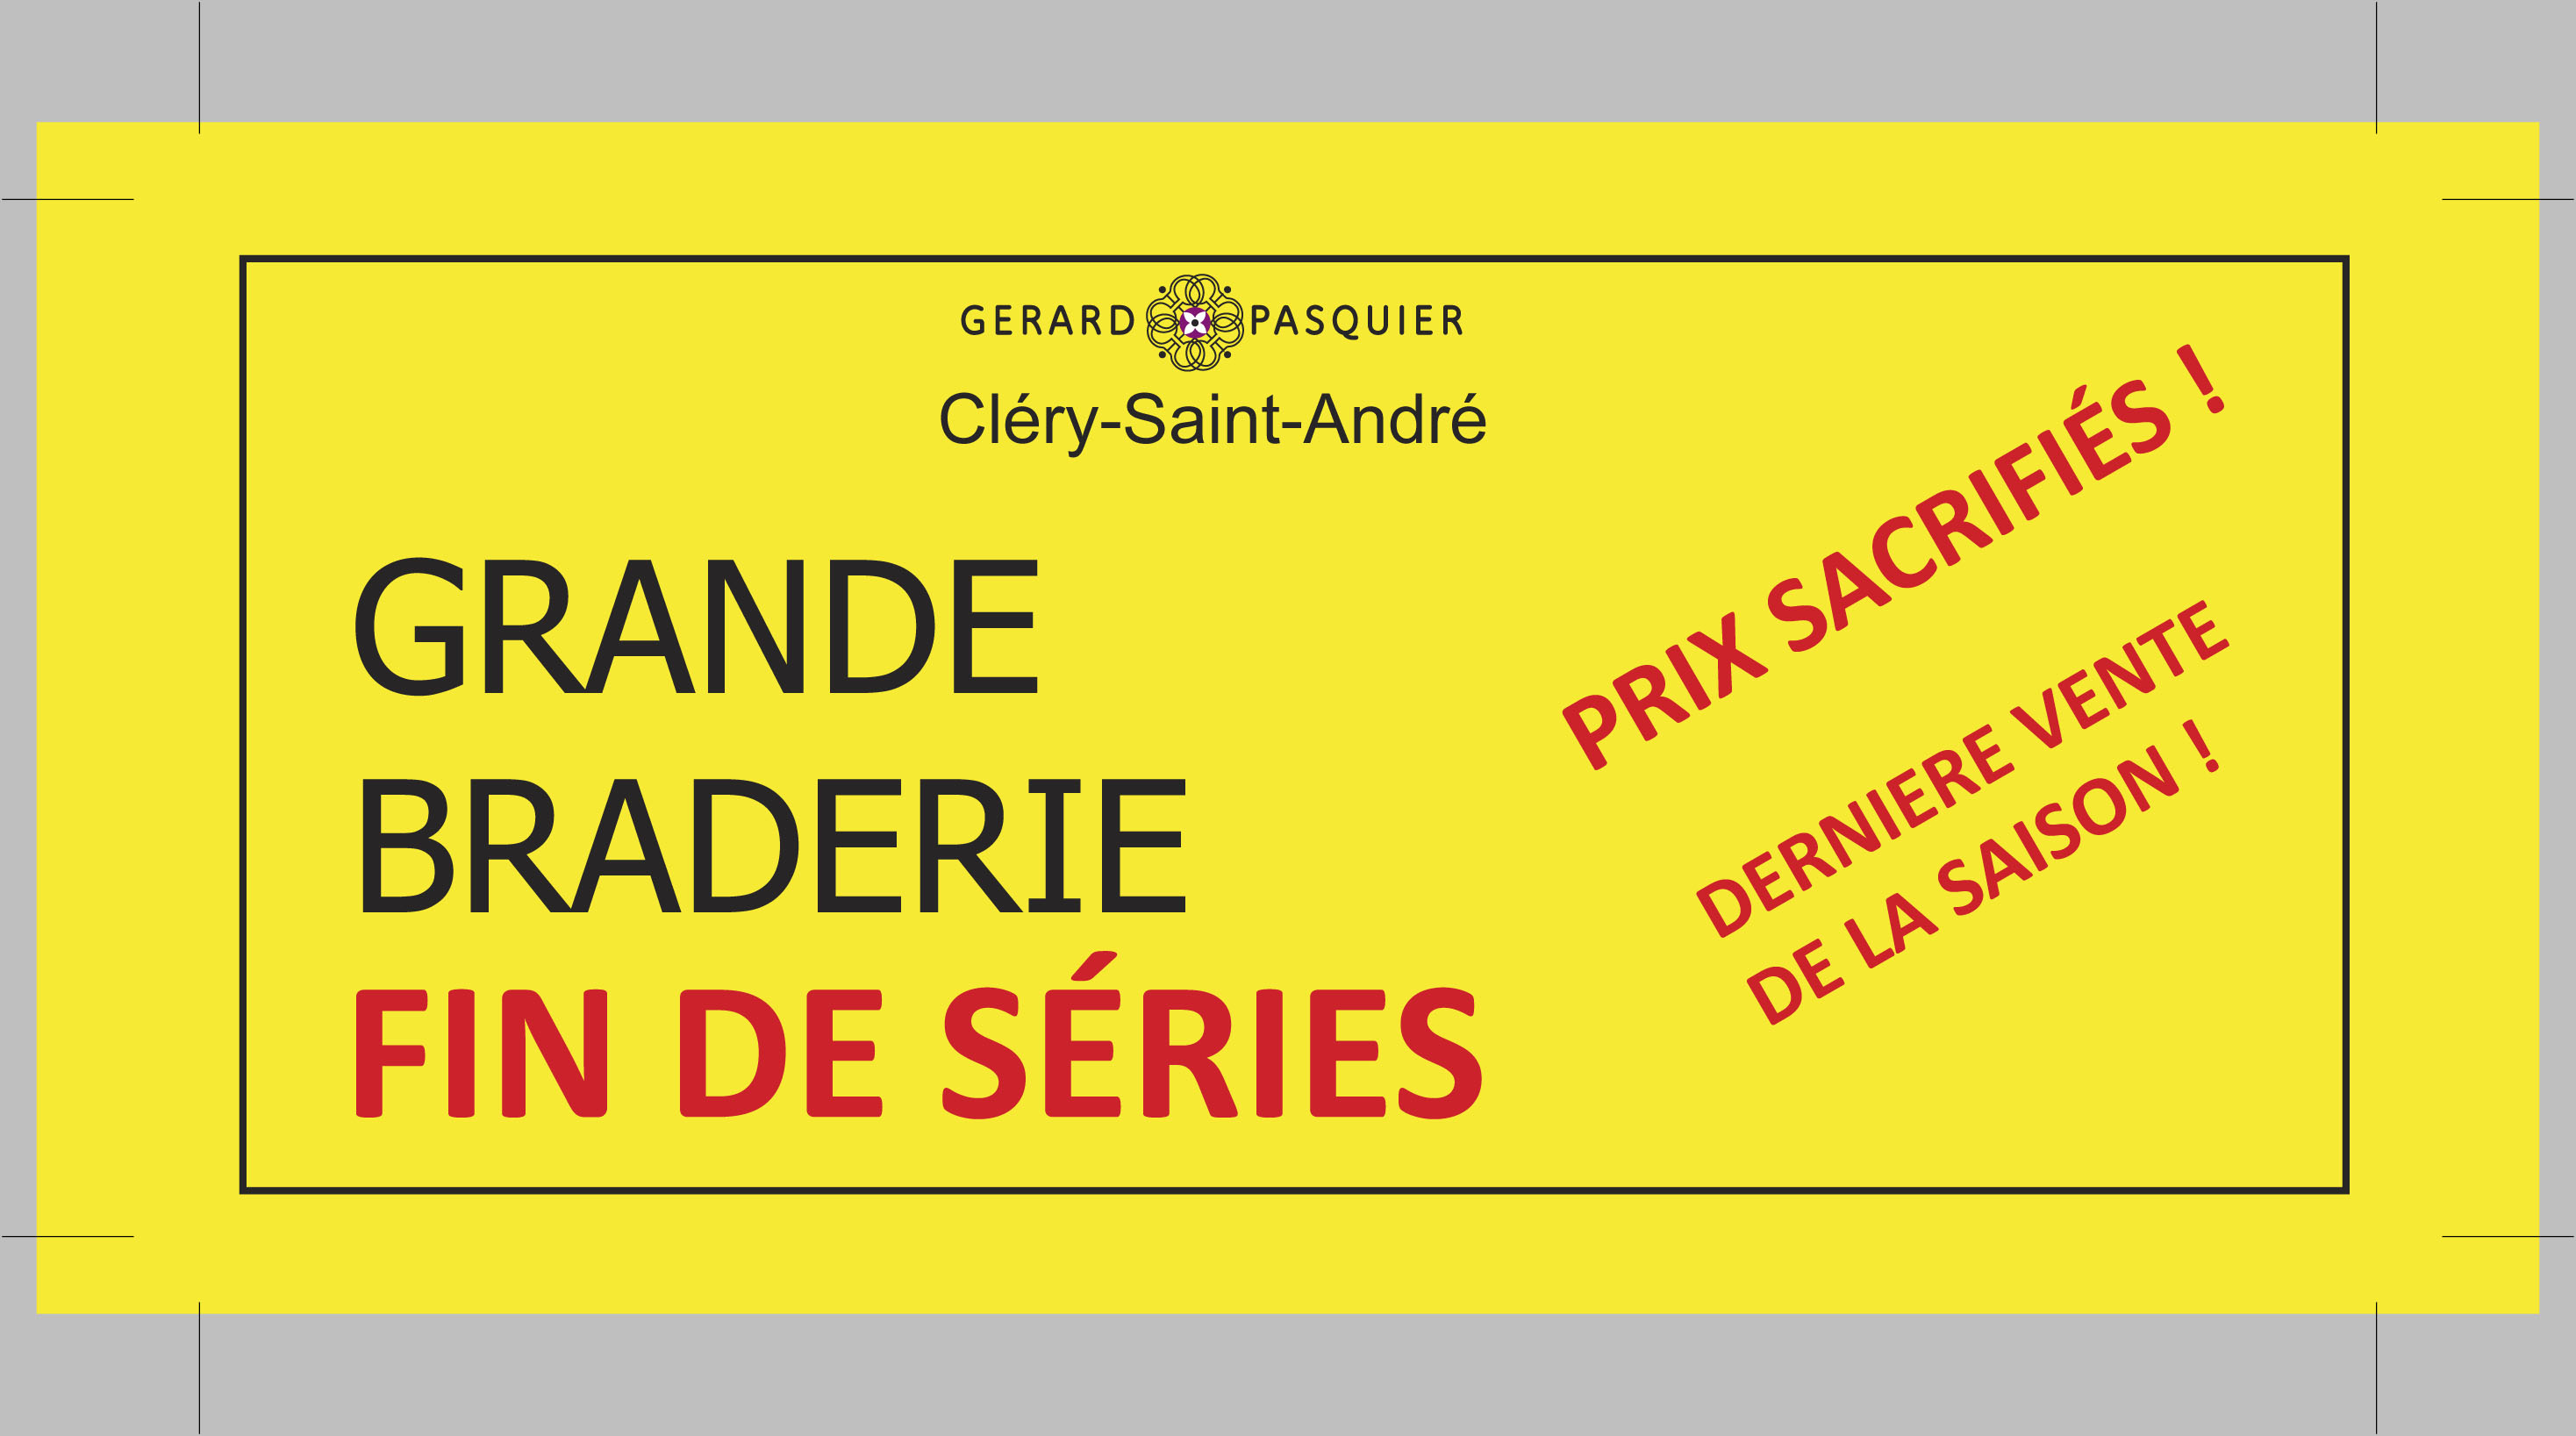 GERARD PASQUIER
Cléry-Saint-André
GRANDE
BRADERIE
FIN DE SÉRIES
PRIX SACRIFIÉS !
DERNIERE VENTE
DE LA SAISON !